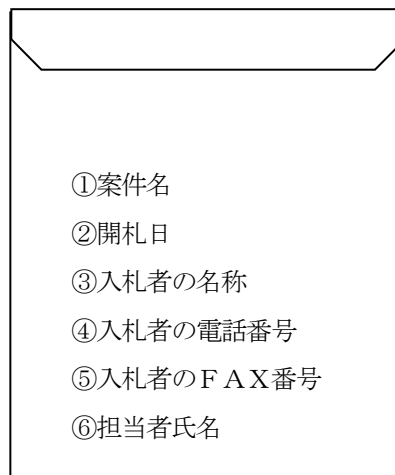 ①案件名
②開札日
③入札者の名称
④入札者の電話番号
⑤入札者のＦＡＸ番号
⑥担当者氏名